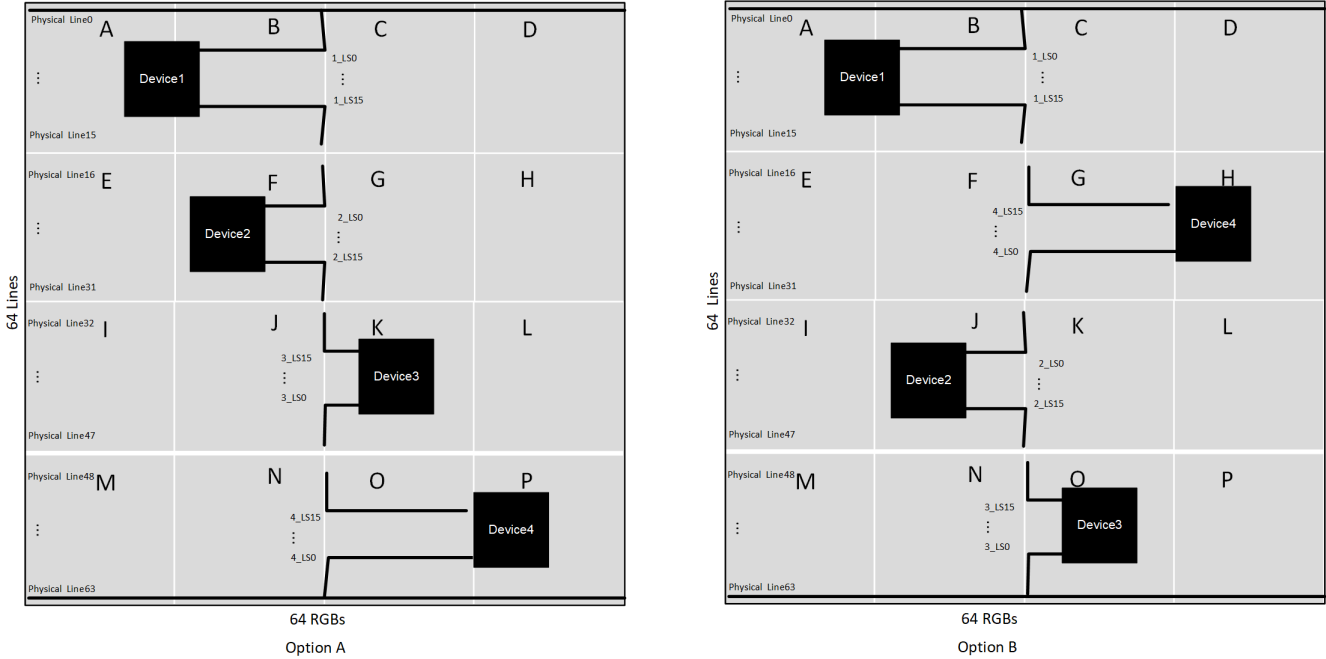 Physical Line0
A
B
C
D
Device1
1_LS0
⋮
⋮
1_LS15
Physical Line15
Physical Line16
E
F
G
H
Device2
2_LS0
⋮
⋮
2_LS15
Physical Line31
Physical Line32
I
J
K
L
3_LS15
Device3
⋮
⋮
3_LS0
Physical Line47
Physical Line48
M
N
O
P
4_LS15
Device4
⋮
⋮
4_LS0
Physical Line63
64 Lines
64 RGBs
Option A
Physical Line0
A
B
C
D
Device1
1_LS0
⋮
⋮
1_LS15
Physical Line15
Physical Line16
E
F
G
H
4_LS15
Device4
⋮
⋮
4_LS0
Physical Line31
Physical Line32
I
J
K
L
Device2
2_LS0
⋮
⋮
2_LS15
Physical Line47
Physical Line48
M
N
O
P
3_LS15
Device3
⋮
⋮
3_LS0
Physical Line63
64 Lines
64 RGBs
Option B